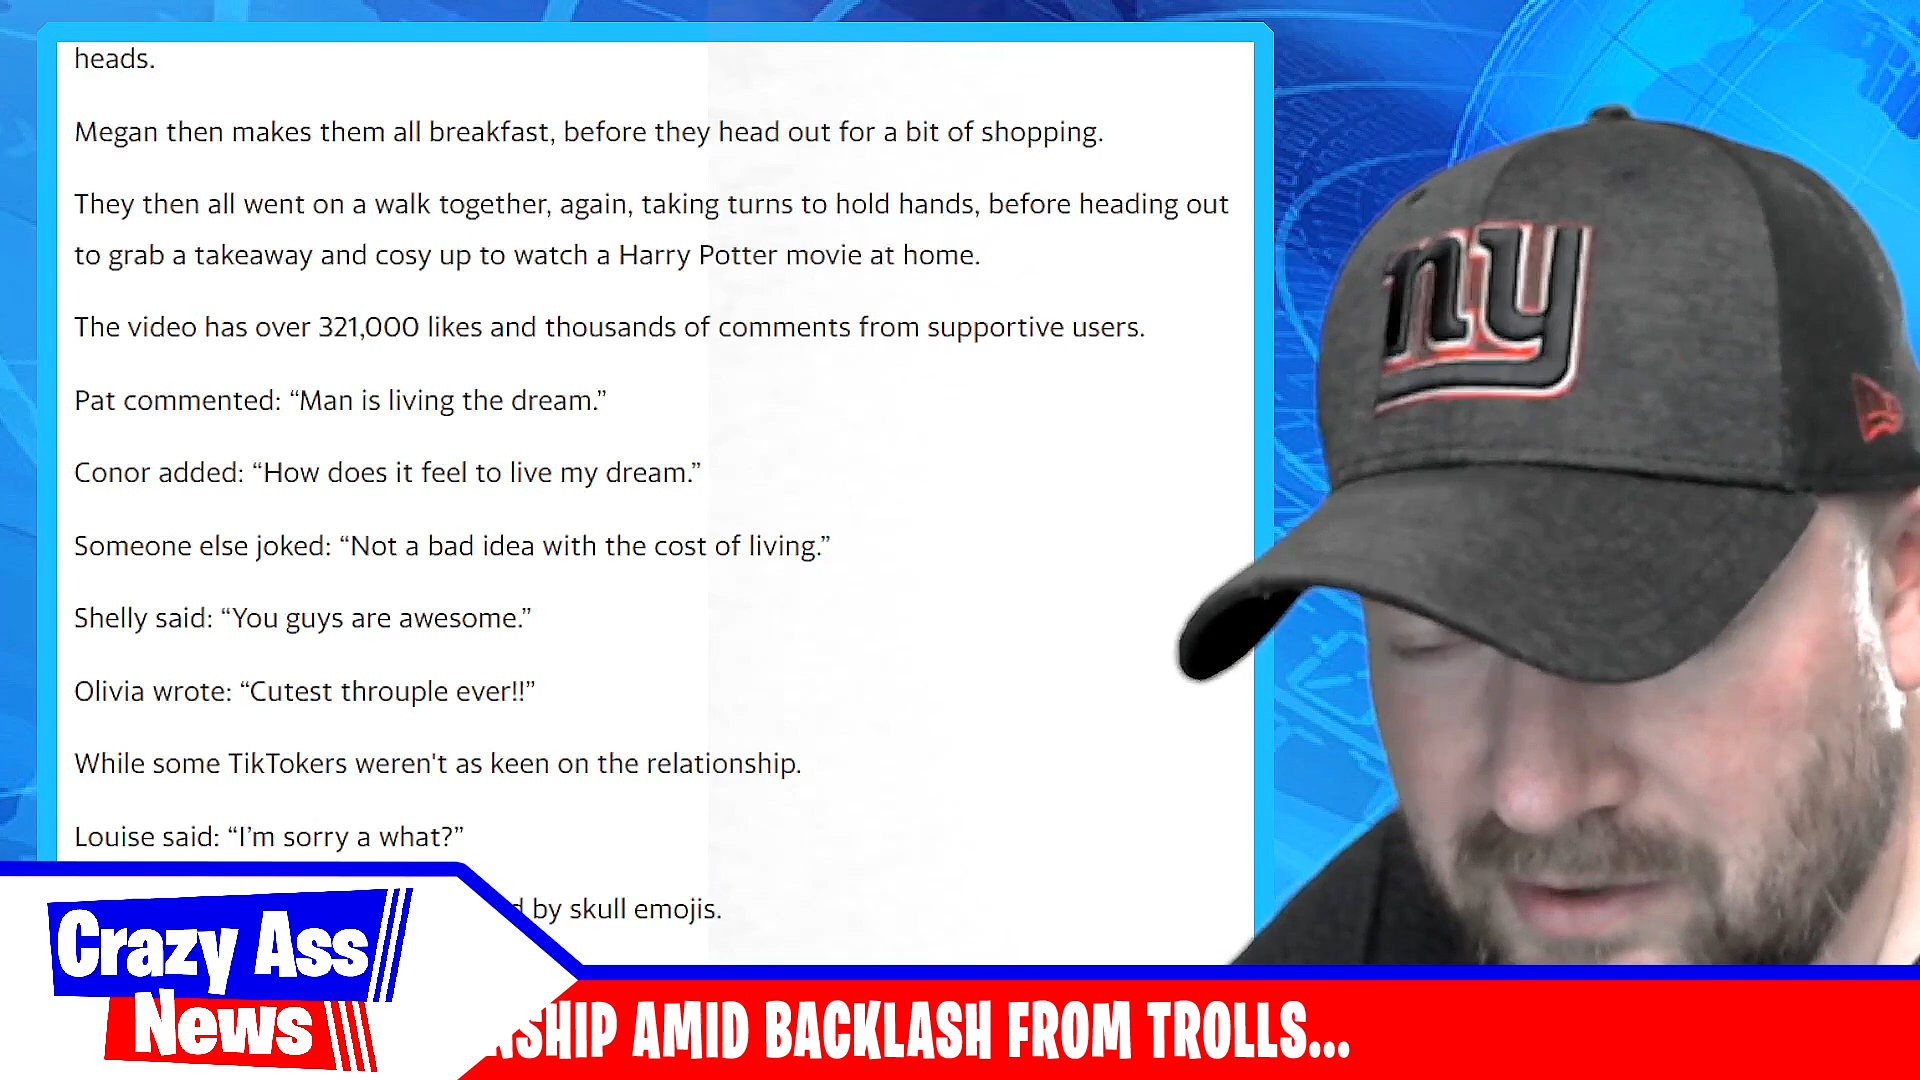 heads.
Megan then makes them all breakfast, before they head out for a bit of shopping.
They then all went on a walk together, again, taking turns to hold hands, before heading out
to grab a takeaway and cosy up to watch a Harry Potter movie at home.
The video has over 321,000 likes and thousands of comments from supportive users.
Pat commented: “Man is living the dream.”
Conor added: “How does it feel to live my dream.”
Someone else joked: “Not a bad idea with the cost of living.”
Shelly said: “You guys are awesome.”
Olivia wrote: “Cutest throuple ever!!”
While some TikTokers weren't as keen on the relationship.
Louise said: “I’m sorry a what?”
by skull emojis.
Crazy Ass
News
SHIP AMID BACKLASH FROM TROLLS...
ny